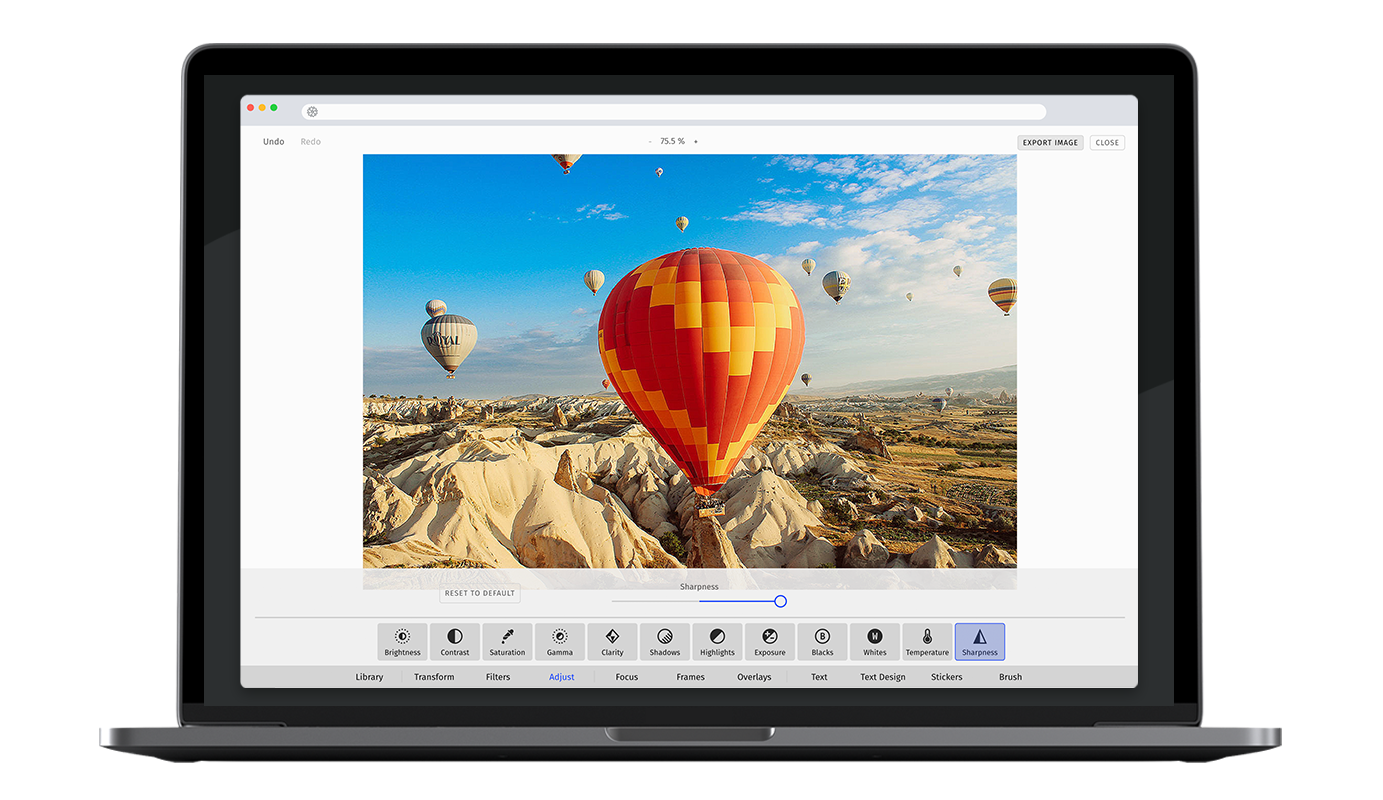 Undo Redo - 75.5 % + EXPORT IMAGE CLOSE
Sharpness
RESET TO DEFAULT
Brightness Contrast Saturation Gamma Clarity Shadows Highlights Exposure B Blacks W Whites Temperature Sharpness
Library Transform Filters Adjust Focus Frames Overlays Text Text Design Stickers Brush